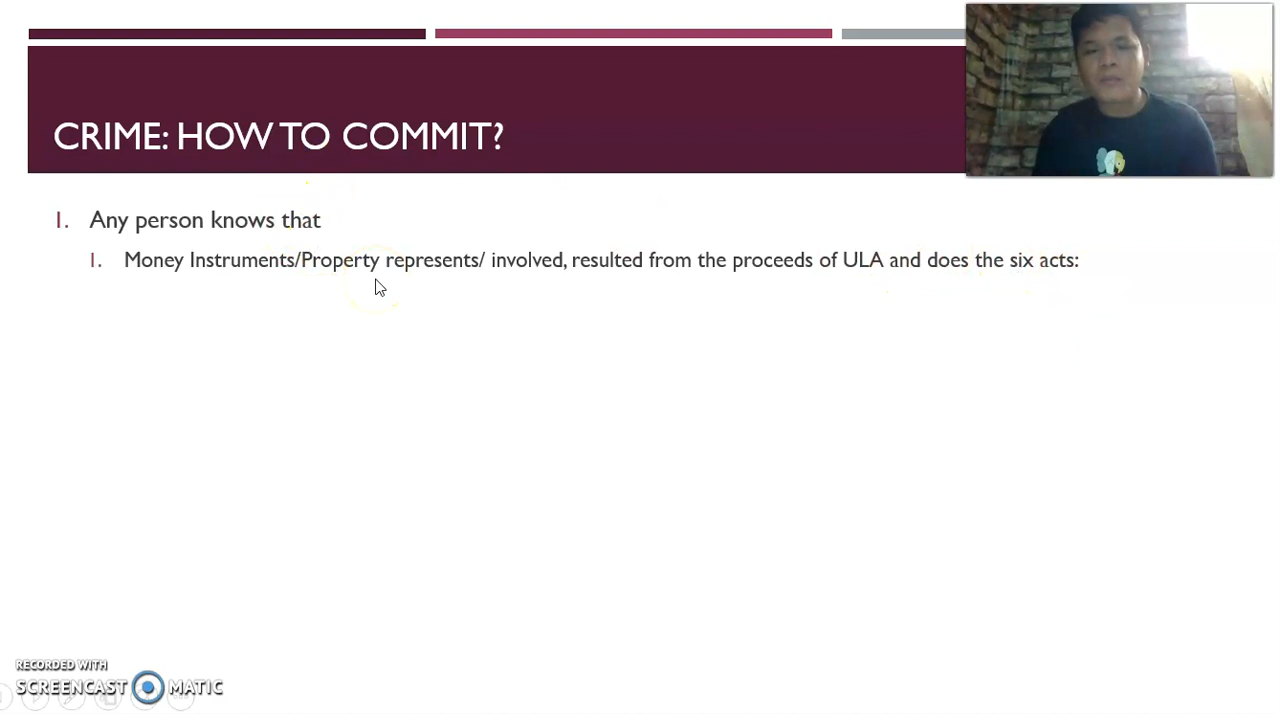 CRIME: HOW TO COMMIT?
1. Any person knows that
1. Money Instruments/Property represents/ involved, resulted from the proceeds of ULA and does the six acts:
RECORDED WITH
SCREENCAST MATIC